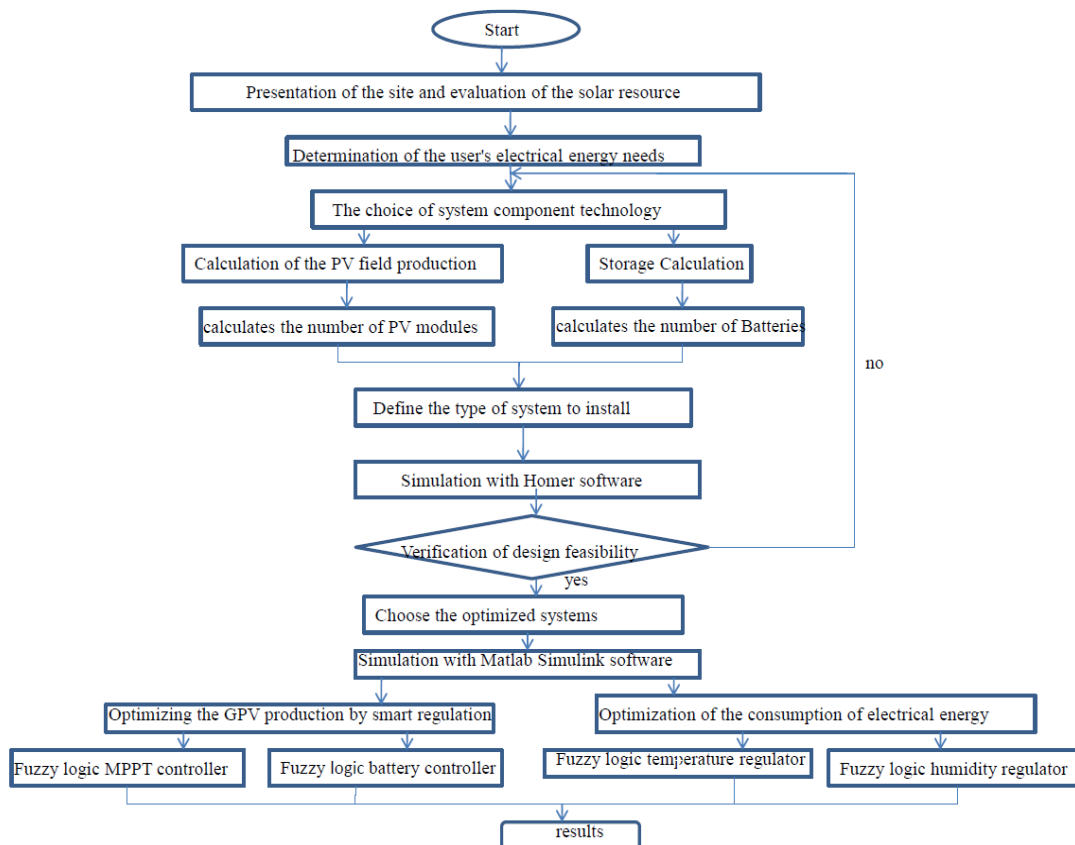 Start
Presentation of the site and evaluation of the solar resource
Determination of the user's electrical energy needs
The choice of system component technology
Calculation of the PV field production
Storage Calculation
calculates the number of PV modules
calculates the number of Batteries
no
Define the type of system to install
Simulation with Homer software
Verification of design feasibility
yes
Choose the optimized systems
Simulation with Matlab Simulink software
Optimizing the GPV production by smart regulation
Optimization of the consumption of electrical energy
Fuzzy logic MPPT controller
Fuzzy logic battery controller
Fuzzy logic temperature regulator
Fuzzy logic humidity regulator
results